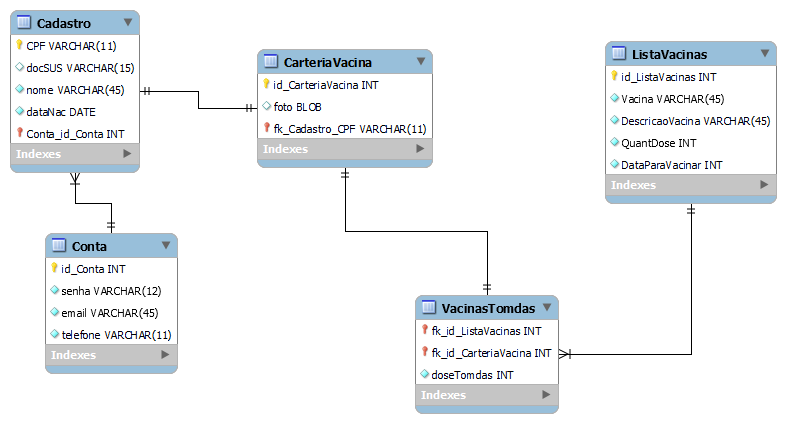 Cadastro
CPF VARCHAR(11)
docSUS VARCHAR(15)
nome VARCHAR(45)
dataNac DATE
Conta_id_Conta INT
Indexes
CarteriaVacina
id_CarteriaVacina INT
foto BLOB
fk_Cadastro_CPF VARCHAR(11)
Indexes
ListaVacinas
id_ListaVacinas INT
Vacina VARCHAR(45)
DescricaoVacina VARCHAR(45)
QuantDose INT
DataParaVacinar INT
Indexes
Conta
id_Conta INT
senha VARCHAR(12)
email VARCHAR(45)
telefone VARCHAR(11)
Indexes
VacinasTomdas
fk_id_ListaVacinas INT
fk_id_CarteriaVacina INT
doseTomdas INT
Indexes